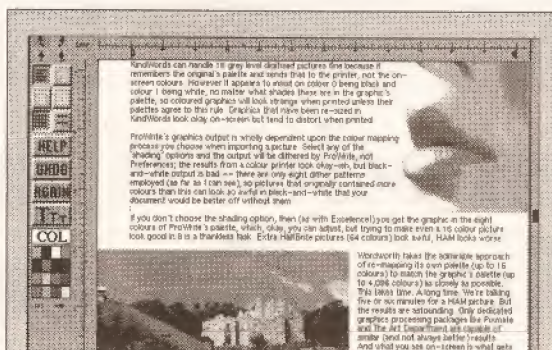 KindWords can handle 16 grey level digitised pictures fine because it
remembers the original's palette and sends that to the printer, not the on-
screen colours. However it appears to insist on colour 0 being black and
colour 1 being white, no matter what shades these are in the graphic's
palette, so coloured graphics will look strange when printed unless their
palettes agree to this rule. Graphics that have been re-sized in
KindWords look okay on-screen but tend to distort when printed
ProWrite's graphics output is wholly dependent upon the colour mapping
process you choose when importing a picture. Select any of the
'shading' options and the output will be dithered by ProWrite, not
Preferences; the results from a colour printer look okay-ish, but black-
and-white output is bad -- there are only eight dither patterns
employed (as far as I can see), so pictures that originally contained more
colours than this can look so awful in black-and-white that your
document would be better off without them
If you don't choose the shading option, then (as with Excellence!) you get the graphic in the eight
colours of ProWrite's palette, which, okay, you can adjust, but trying to make even a 16 colour picture
look good in 8 is a thankless task. Extra HalfBrite pictures (64 colours) look awful, HAM looks worse
HELP
UNDO
AGAIN
COL
Wordworth takes the admirable approach
of re-mapping its own palette (up to 16
colours) to match the graphic's palette (up
to 4,096 colours) as closely as possible.
This takes time. A long time. We're talking
five or six minutes for a HAM picture. But
the results are astounding. Only dedicated
graphics processing packages like Pixmate
and The Art Department are capable of
similar (and not always better) results.
And what you see on-screen is what gets